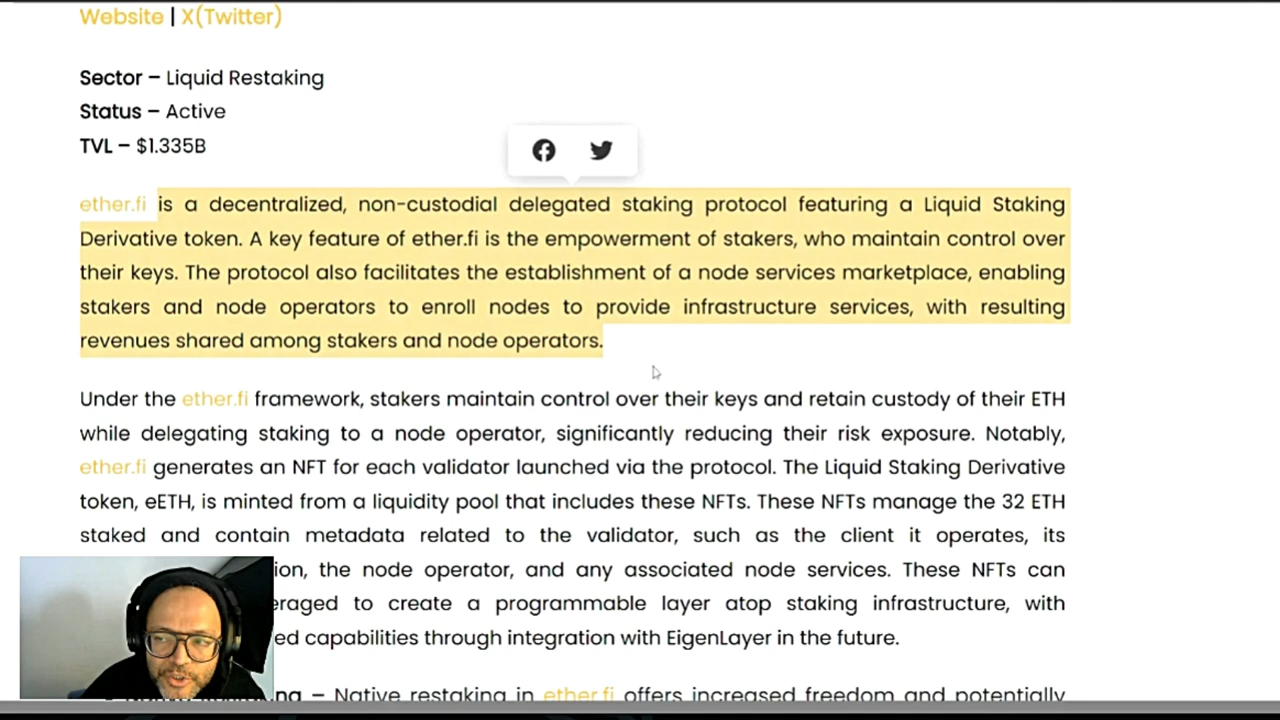 Website | X(Twitter)
Sector – Liquid Restaking
Status – Active
TVL – $1.335B
ether.fi is a decentralized, non-custodial delegated staking protocol featuring a Liquid Staking
Derivative token. A key feature of ether.fi is the empowerment of stakers, who maintain control over
their keys. The protocol also facilitates the establishment of a node services marketplace, enabling
stakers and node operators to enroll nodes to provide infrastructure services, with resulting
revenues shared among stakers and node operators.
Under the ether.fi framework, stakers maintain control over their keys and retain custody of their ETH
while delegating staking to a node operator, significantly reducing their risk exposure. Notably,
ether.fi generates an NFT for each validator launched via the protocol. The Liquid Staking Derivative
token, eETH, is minted from a liquidity pool that includes these NFTs. These NFTs manage the 32 ETH
staked and contain metadata related to the validator, such as the client it operates, its
ion, the node operator, and any associated node services. These NFTs can
eraged to create a programmable layer atop staking infrastructure, with
ed capabilities through integration with EigenLayer in the future.
ng – Native restaking in ether.fi offers increased freedom and potentially